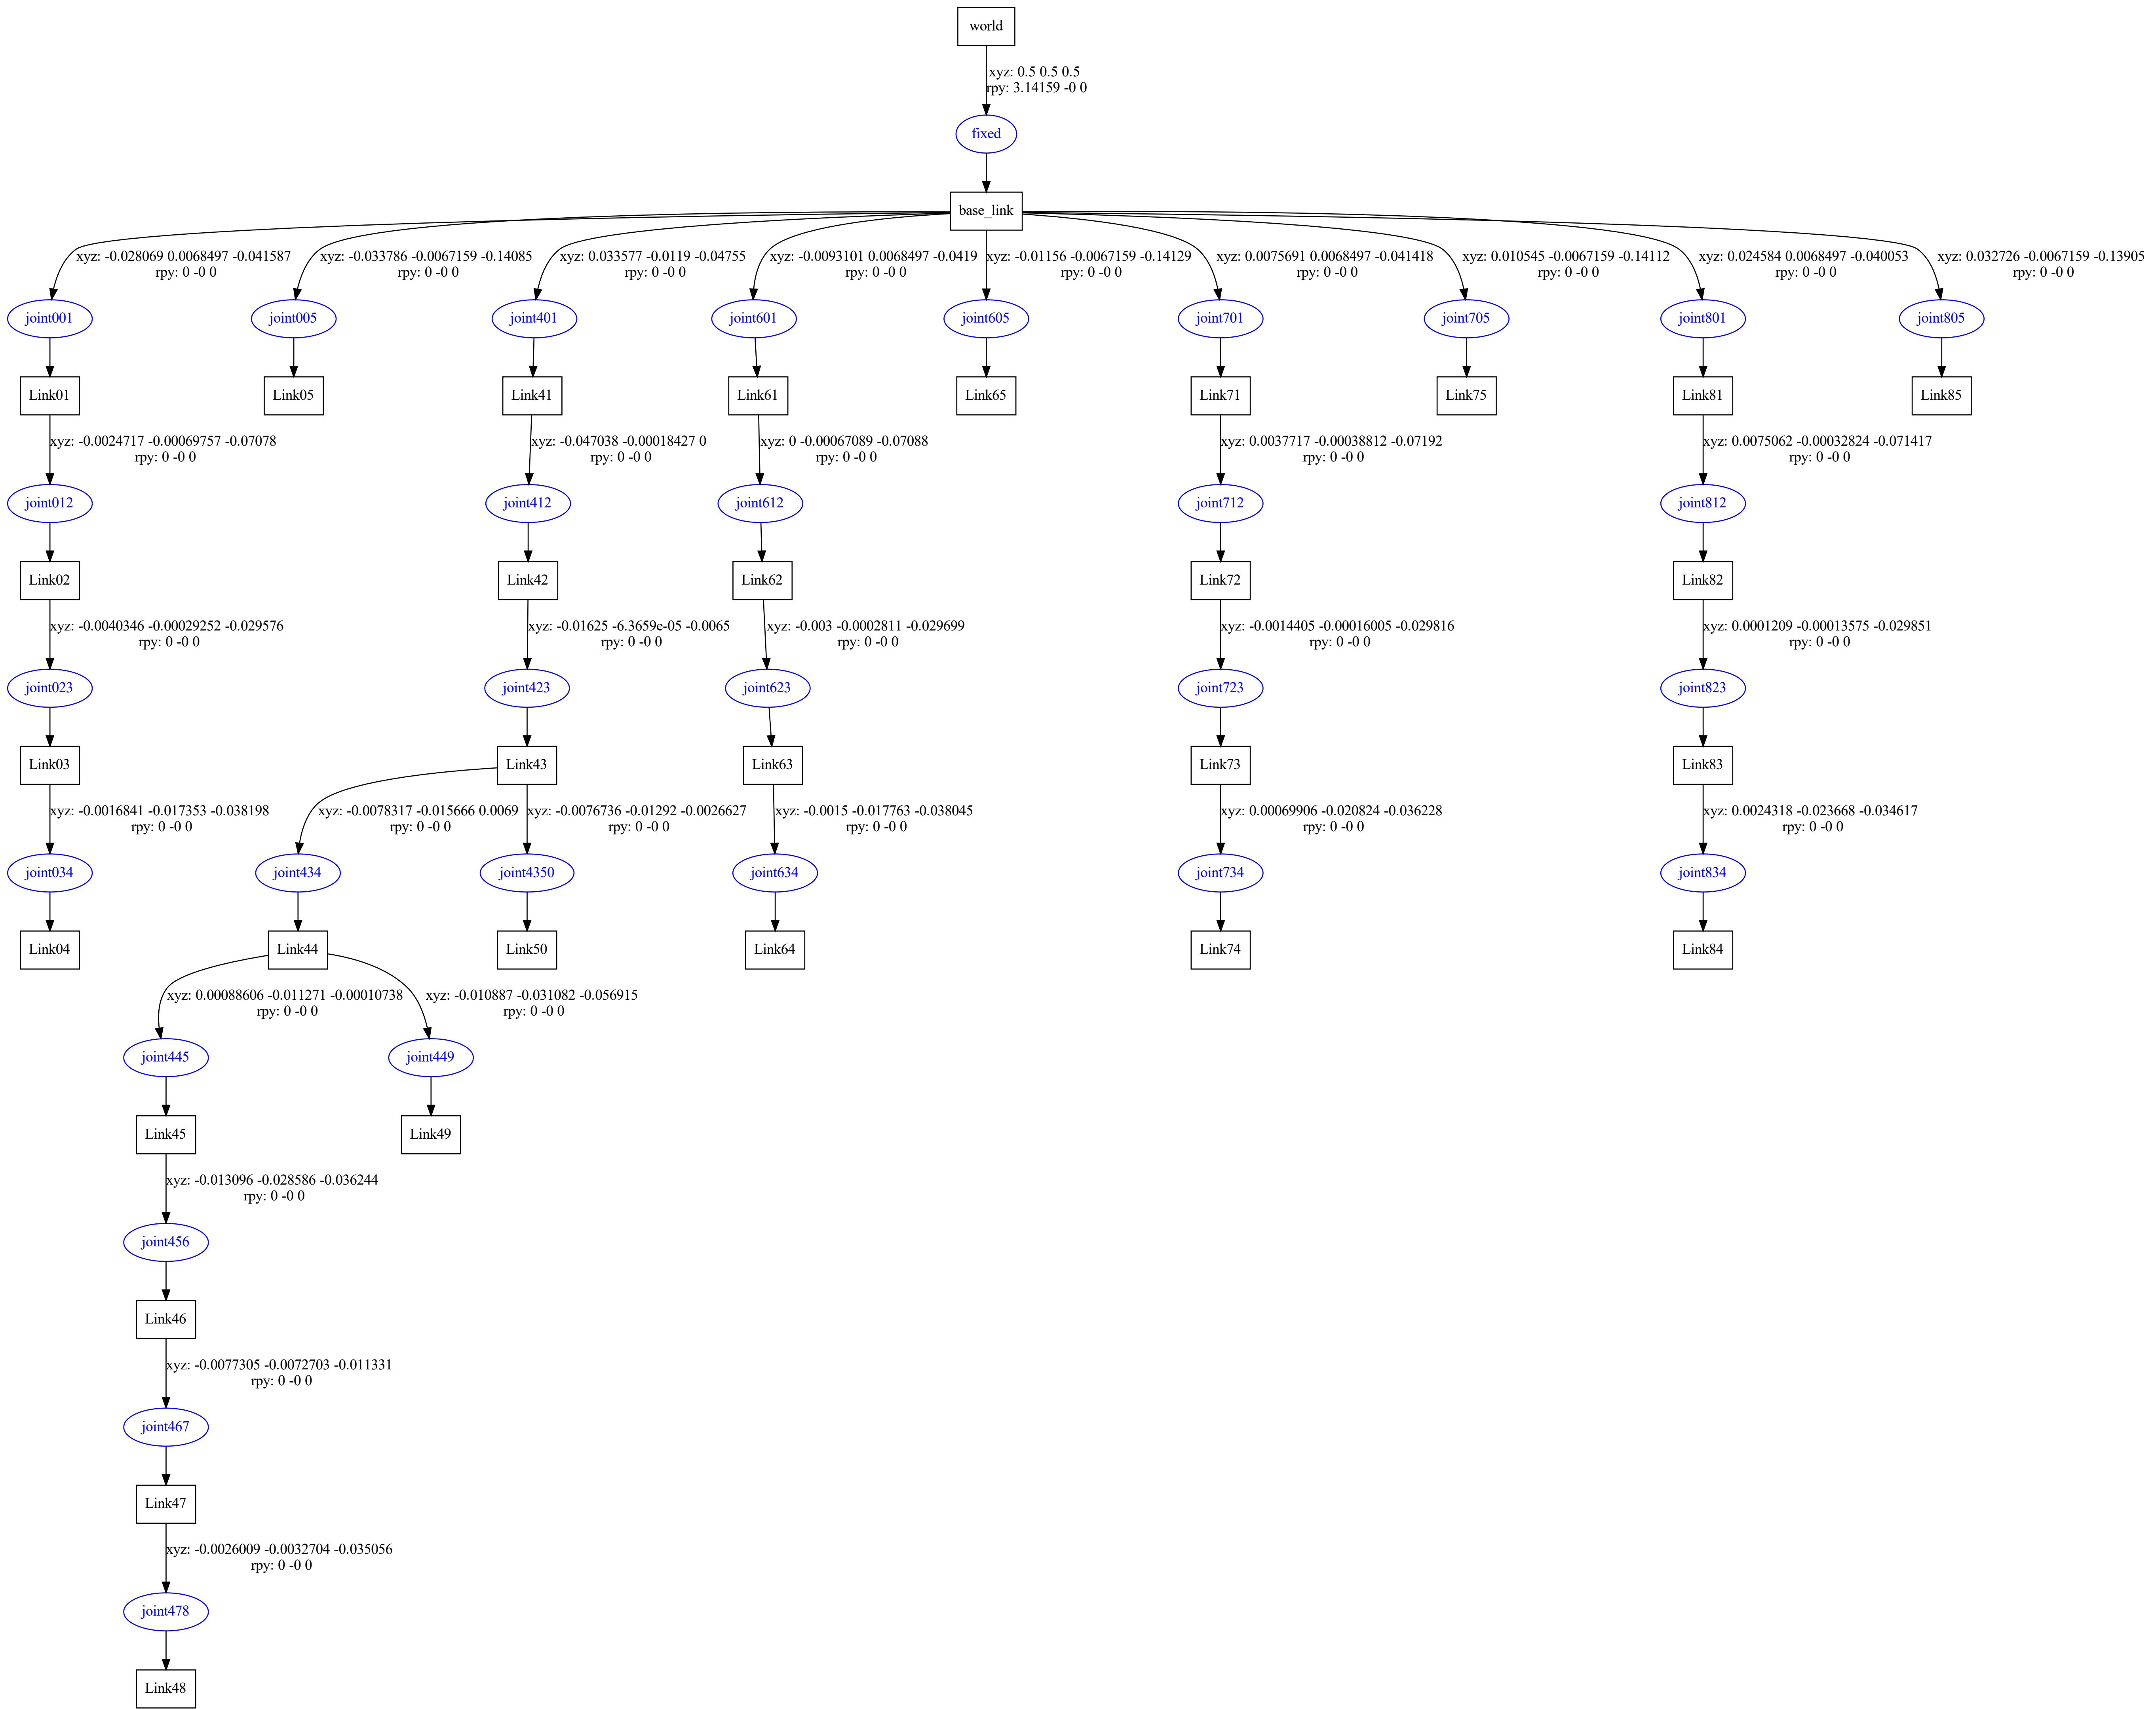 world
xyz: 0.5 0.5 0.5
rpy: 3.14159 -0 0
fixed
base_link
xyz: -0.028069 0.0068497 -0.041587
rpy: 0 -0 0
xyz: -0.033786 -0.0067159 -0.14085
rpy: 0 -0 0
xyz: 0.033577 -0.0119 -0.04755
rpy: 0 -0 0
xyz: -0.0093101 0.0068497 -0.0419
rpy: 0 -0 0
xyz: -0.01156 -0.0067159 -0.14129
rpy: 0 -0 0
xyz: 0.0075691 0.0068497 -0.041418
rpy: 0 -0 0
xyz: 0.010545 -0.0067159 -0.14112
rpy: 0 -0 0
xyz: 0.024584 0.0068497 -0.040053
rpy: 0 -0 0
xyz: 0.032726 -0.0067159 -0.13905
rpy: 0 -0 0
joint001
joint005
joint401
joint601
joint605
joint701
joint705
joint801
joint805
Link01
Link05
Link41
Link61
Link65
Link71
Link75
Link81
Link85
xyz: -0.0024717 -0.00069757 -0.07078
rpy: 0 -0 0
xyz: -0.047038 -0.00018427 0
rpy: 0 -0 0
xyz: 0 -0.00067089 -0.07088
rpy: 0 -0 0
xyz: 0.0037717 -0.00038812 -0.07192
rpy: 0 -0 0
xyz: 0.0075062 -0.00032824 -0.071417
rpy: 0 -0 0
joint012
joint412
joint612
joint712
joint812
Link02
Link42
Link62
Link72
Link82
xyz: -0.0040346 -0.00029252 -0.029576
rpy: 0 -0 0
xyz: -0.01625 -6.3659e-05 -0.0065
rpy: 0 -0 0
xyz: -0.003 -0.0002811 -0.029699
rpy: 0 -0 0
xyz: -0.0014405 -0.00016005 -0.029816
rpy: 0 -0 0
xyz: 0.0001209 -0.00013575 -0.029851
rpy: 0 -0 0
joint023
joint423
joint623
joint723
joint823
Link03
Link43
Link63
Link73
Link83
xyz: -0.0016841 -0.017353 -0.038198
rpy: 0 -0 0
xyz: -0.0078317 -0.015666 0.0069
rpy: 0 -0 0
xyz: -0.0076736 -0.01292 -0.0026627
rpy: 0 -0 0
xyz: -0.0015 -0.017763 -0.038045
rpy: 0 -0 0
xyz: 0.00069906 -0.020824 -0.036228
rpy: 0 -0 0
xyz: 0.0024318 -0.023668 -0.034617
rpy: 0 -0 0
joint034
joint434
joint4350
joint634
joint734
joint834
Link04
Link44
Link50
Link64
Link74
Link84
xyz: 0.00088606 -0.011271 -0.00010738
rpy: 0 -0 0
xyz: -0.010887 -0.031082 -0.056915
rpy: 0 -0 0
joint445
joint449
Link45
Link49
xyz: -0.013096 -0.028586 -0.036244
rpy: 0 -0 0
joint456
Link46
xyz: -0.0077305 -0.0072703 -0.011331
rpy: 0 -0 0
joint467
Link47
xyz: -0.0026009 -0.0032704 -0.035056
rpy: 0 -0 0
joint478
Link48